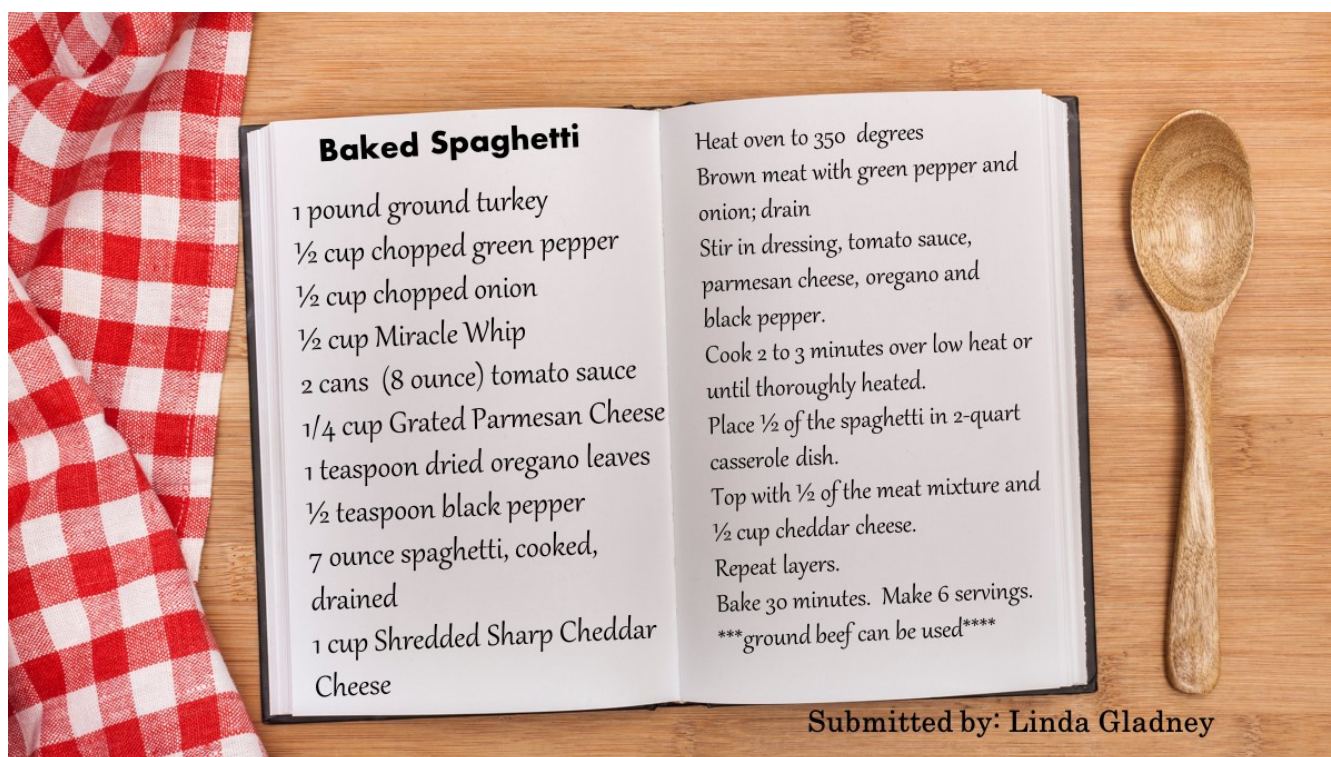 Baked Spaghetti
1 pound ground turkey
½ cup chopped green pepper
½ cup chopped onion
½ cup Miracle Whip
2 cans (8 ounce) tomato sauce
1/4 cup Grated Parmesan Cheese
1 teaspoon dried oregano leaves
½ teaspoon black pepper
7 ounce spaghetti, cooked,
drained
1 cup Shredded Sharp Cheddar
Cheese
Heat oven to 350 degrees
Brown meat with green pepper and
onion; drain
Stir in dressing, tomato sauce,
parmesan cheese, oregano and
black pepper.
Cook 2 to 3 minutes over low heat or
until thoroughly heated.
Place ½ of the spaghetti in 2-quart
casserole dish.
Top with ½ of the meat mixture and
½ cup cheddar cheese.
Repeat layers.
Bake 30 minutes. Make 6 servings.
***ground beef can be used****
Submitted by: Linda Gladney